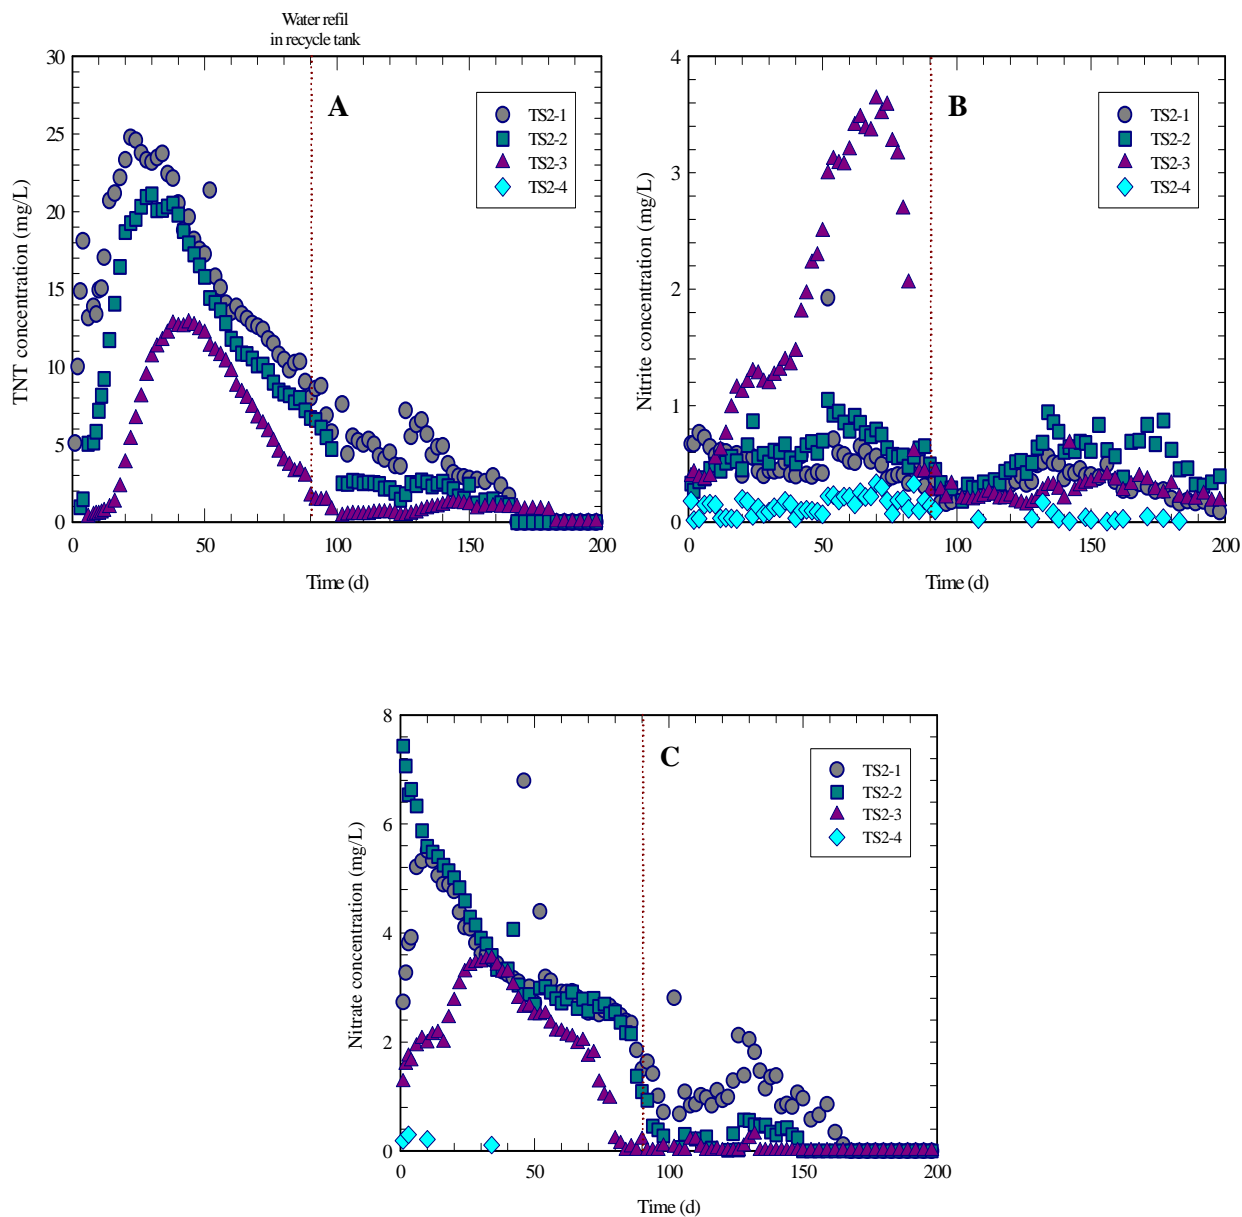 Water refil
in recycle tank
A
TNT concentration (mg/L)
30
25
20
15
10
5
0
0
50
100
150
200
Time (d)
TS2-1
TS2-2
TS2-3
TS2-4
B
Nitrite concentration (mg/L)
4
3
2
1
0
0
50
100
150
200
Time (d)
TS2-1
TS2-2
TS2-3
TS2-4
C
Nitrate concentration (mg/L)
8
6
4
2
0
0
50
100
150
200
Time (d)
TS2-1
TS2-2
TS2-3
TS2-4